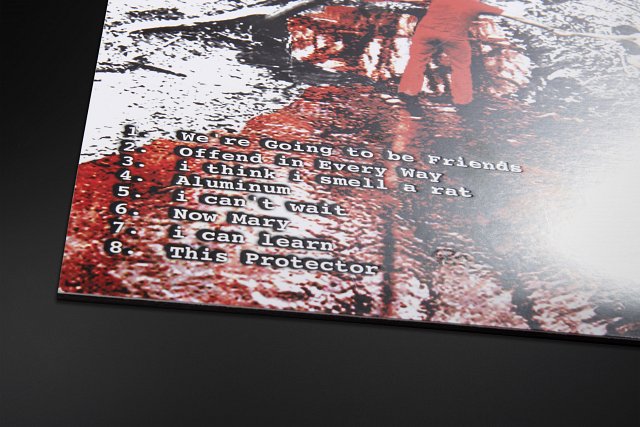 1. We're Going to be Friends
2. Offend in Every Way
3. i think i smell a rat
4. Aluminum
5. i can't wait
6. Now Mary
7. i can learn
8. This Protector